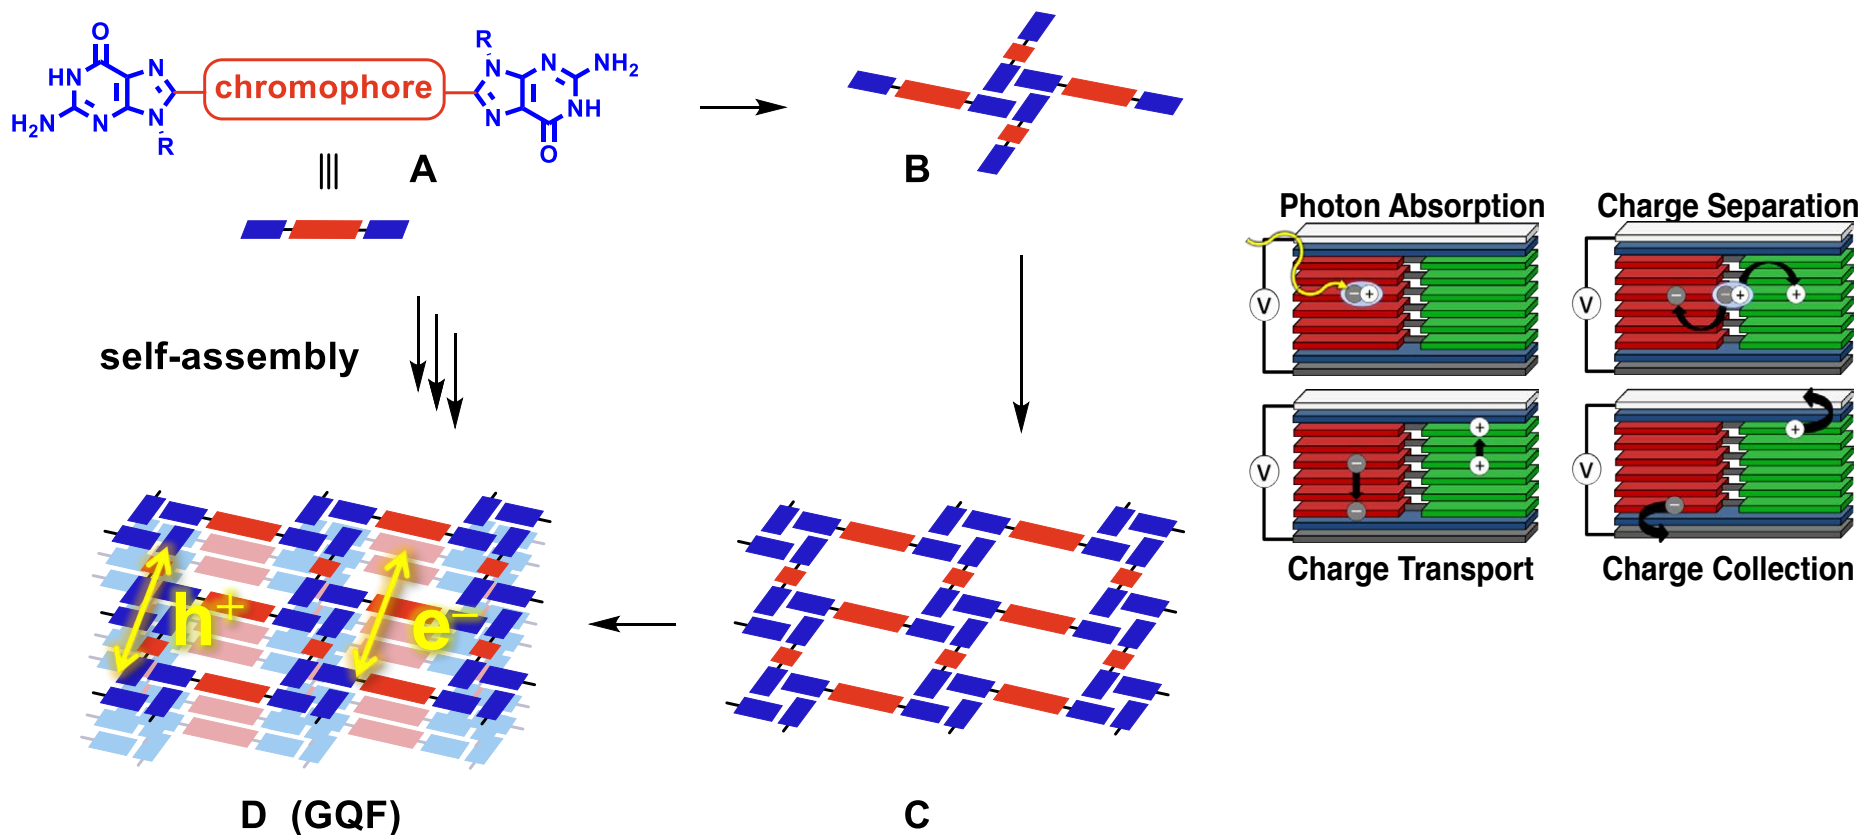 O
HN
N
H₂N
N
N
R
chromophore
R
N
N
NH₂
N
NH
O
A
B
self-assembly
h⁺
e⁻
D (GQF)
C
Photon Absorption
Charge Separation
V
− +
V
−
− +
+
V
−
−
+
+
V
+
−
Charge Transport
Charge Collection